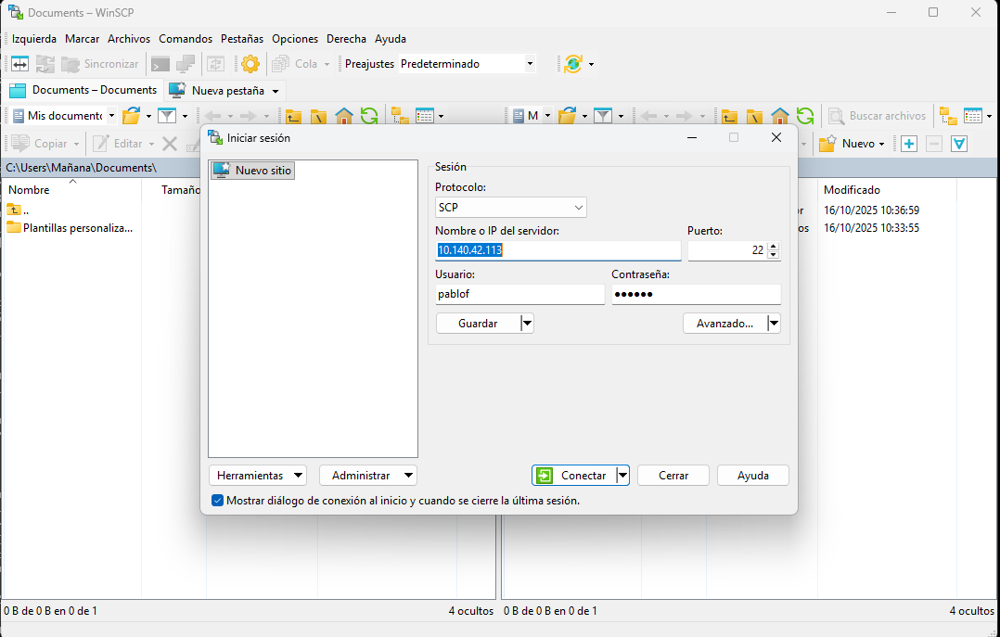 Documents – WinSCP
Izquierda Marcar Archivos Comandos Pestañas Opciones Derecha Ayuda
Sincronizar Cola Preajustes Predeterminado
Documents – Documents Nueva pestaña
Mis documento M Buscar archivos
Copiar Editar Nuevo
C:\Users\Mañana\Documents\
Nombre Tamaño Modificado
.. 16/10/2025 10:36:59
Plantillas personaliza... os 16/10/2025 10:33:55
Iniciar sesión
Nuevo sitio
Sesión
Protocolo:
SCP
Nombre o IP del servidor: Puerto:
10.140.42.113 22
Usuario: Contraseña:
pablof ●●●●●●
Guardar Avanzado...
Herramientas Administrar Conectar Cerrar Ayuda
Mostrar diálogo de conexión al inicio y cuando se cierre la última sesión.
0 B de 0 B en 0 de 1 4 ocultos 0 B de 0 B en 0 de 1 4 ocultos